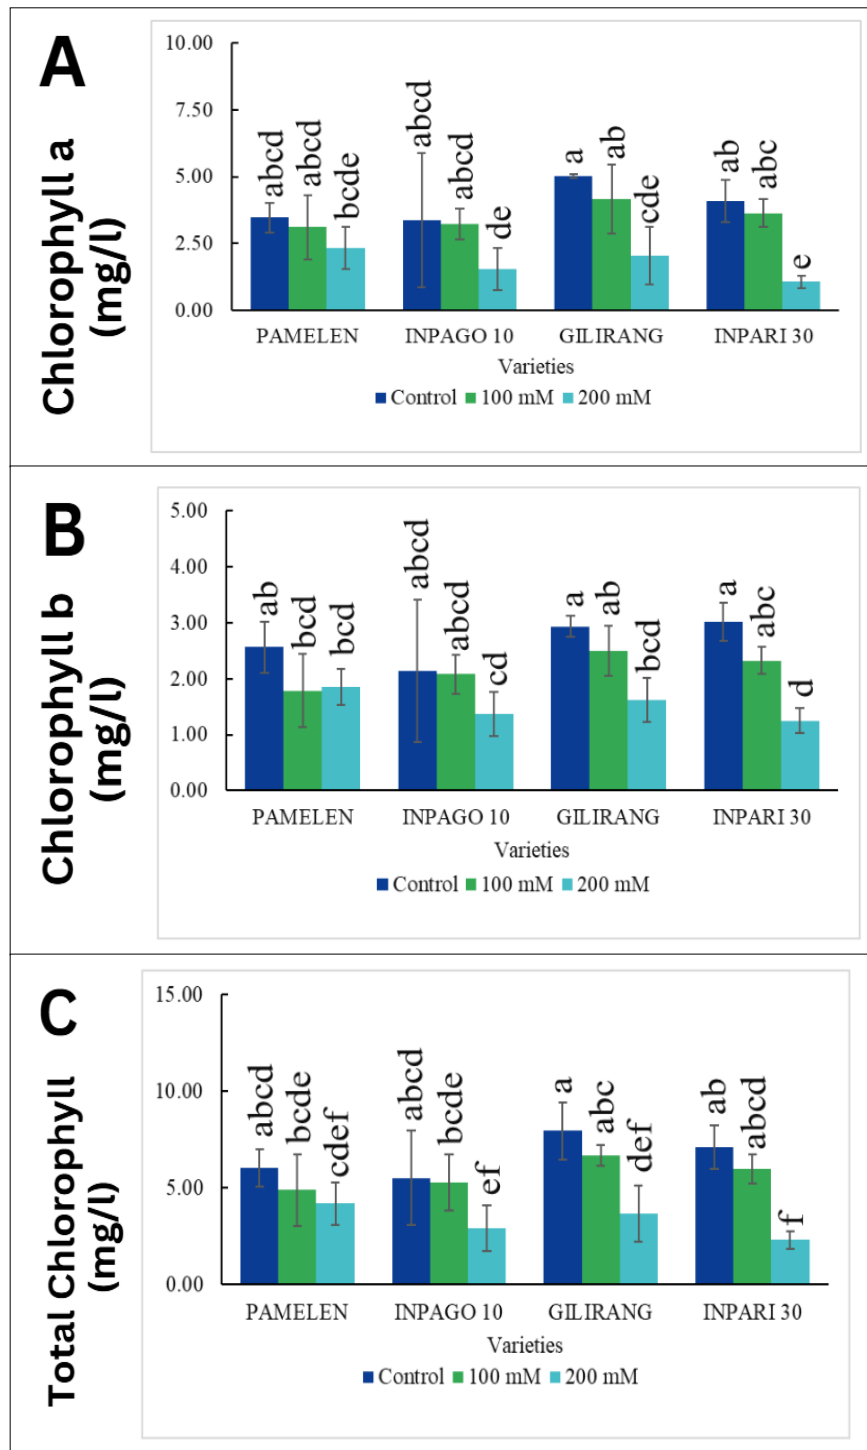 A
Chlorophyll a
(mg/l)
10.00
7.50
5.00
2.50
0.00
abcd
abcd
bcde
abcd
abcd
de
a
ab
cde
ab
abc
e
PAMELEN
INPAGO 10
GILIRANG
INPARI 30
Varieties
Control
100 mM
200 mM
B
Chlorophyll b
(mg/l)
5.00
4.00
3.00
2.00
1.00
0.00
ab
bcd
bcd
abcd
abcd
cd
a
ab
bcd
a
abc
d
PAMELEN
INPAGO 10
GILIRANG
INPARI 30
Varieties
Control
100 mM
200 mM
C
Total Chlorophyll
(mg/l)
15.00
10.00
5.00
0.00
abcd
bcde
cdef
abcd
bcde
ef
a
abc
def
ab
abcd
f
PAMELEN
INPAGO 10
GILIRANG
INPARI 30
Varieties
Control
100 mM
200 mM